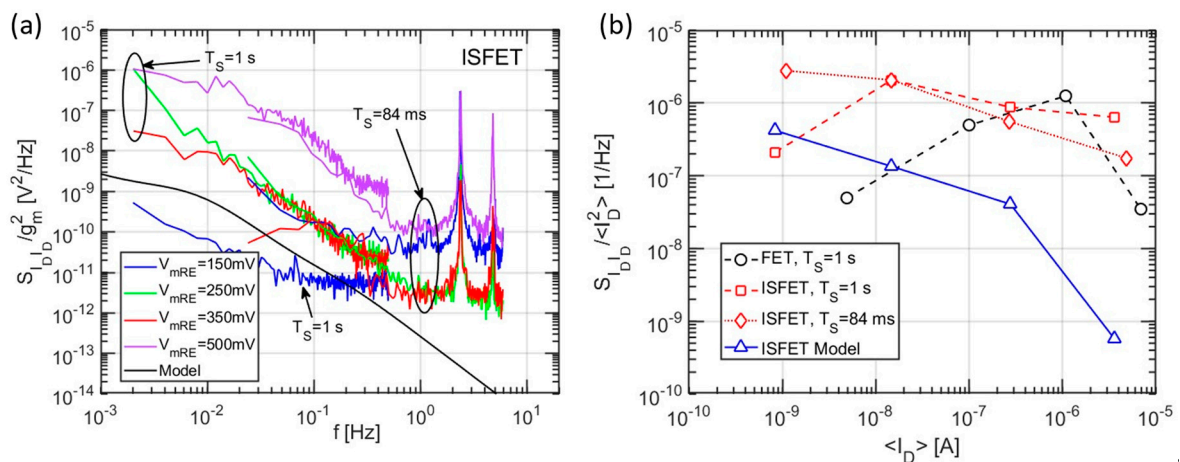 (a)
ISFET
T_S=1 s
T_S=84 ms
T_S=1 s
V_mRE=150mV
V_mRE=250mV
V_mRE=350mV
V_mRE=500mV
Model
S_{I_D I_D}/g_m^2 [V^2/Hz]
10^-5
10^-6
10^-7
10^-8
10^-9
10^-10
10^-11
10^-12
10^-13
10^-14
10^-3
10^-2
10^-1
10^0
10^1
f [Hz]
(b)
S_{I_D I_D}/<I_D^2> [1/Hz]
10^-5
10^-6
10^-7
10^-8
10^-9
10^-10
FET, T_S=1 s
ISFET, T_S=1 s
ISFET, T_S=84 ms
ISFET Model
10^-10
10^-9
10^-8
10^-7
10^-6
10^-5
<I_D> [A]